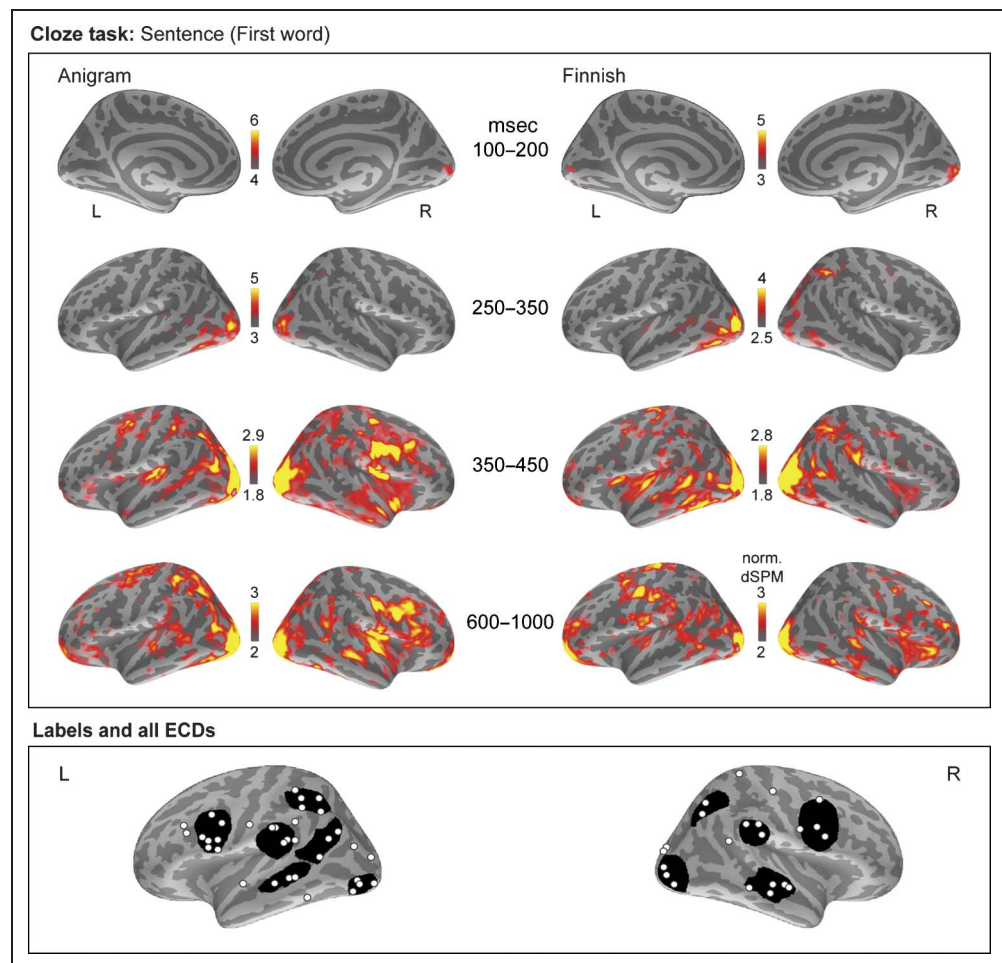 Cloze task: Sentence (First word)
Anigram
Finnish
6
4
msec
100–200
5
3
L
R
L
R
5
3
250–350
4
2.5
2.9
1.8
350–450
2.8
1.8
3
2
600–1000
norm.
dSPM
3
2
Labels and all ECDs
L
R